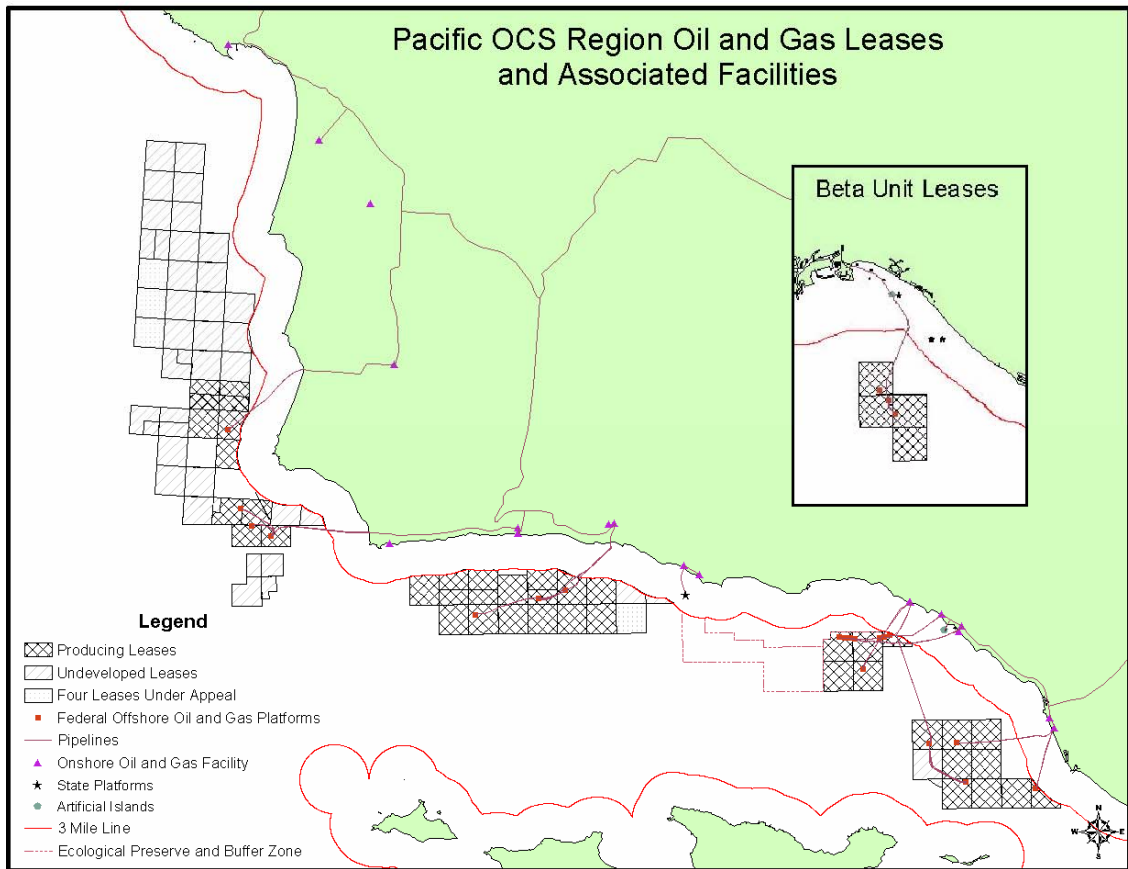 Pacific OCS Region Oil and Gas Leases
and Associated Facilities
Beta Unit Leases
Legend
Producing Leases
Undeveloped Leases
Four Leases Under Appeal
Federal Offshore Oil and Gas Platforms
Pipelines
Onshore Oil and Gas Facility
State Platforms
Artificial Islands
3 Mile Line
Ecological Preserve and Buffer Zone
N
W E
S